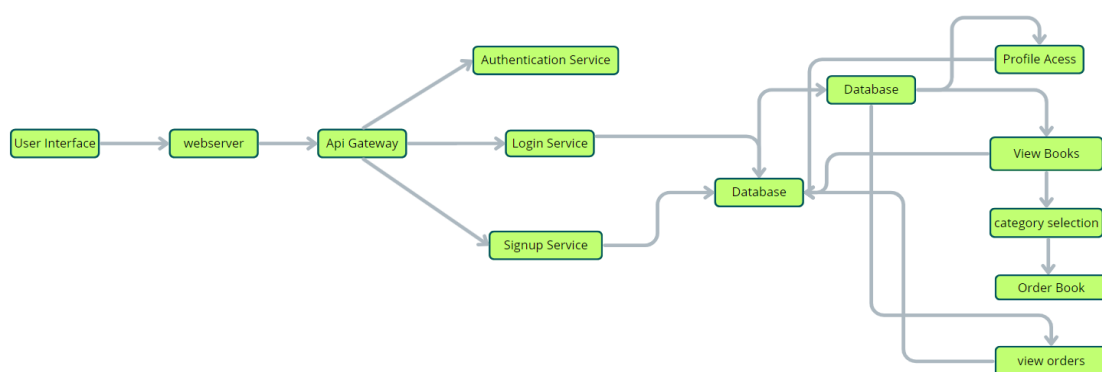 User Interface
webserver
Api Gateway
Authentication Service
Login Service
Signup Service
Database
Database
Profile Acess
View Books
category selection
Order Book
view orders